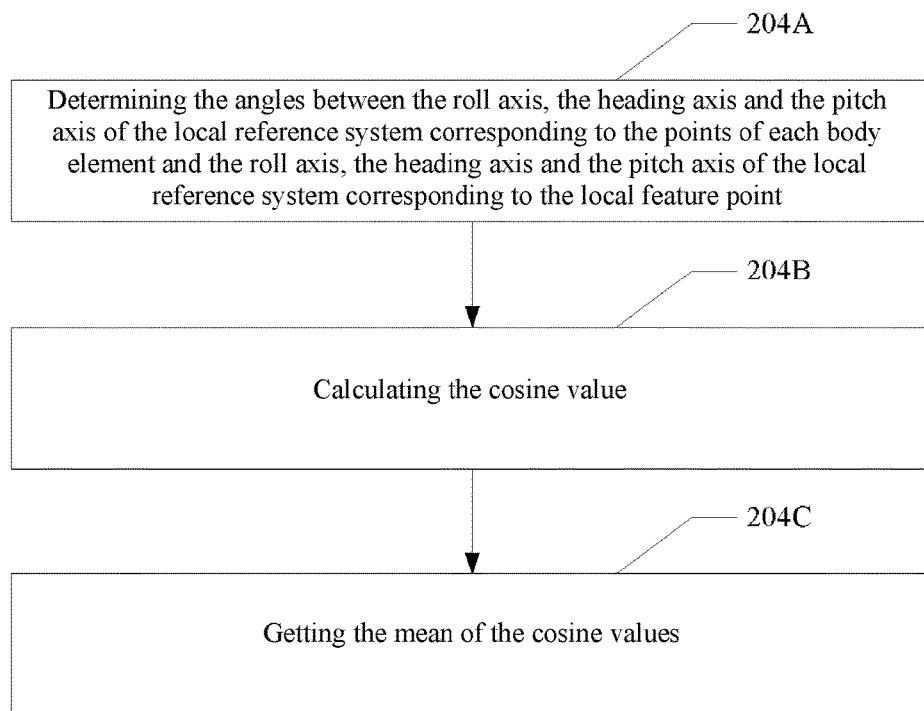 204A
Determining the angles between the roll axis, the heading axis and the pitch
axis of the local reference system corresponding to the points of each body
element and the roll axis, the heading axis and the pitch axis of the local
reference system corresponding to the local feature point
204B
Calculating the cosine value
204C
Getting the mean of the cosine values